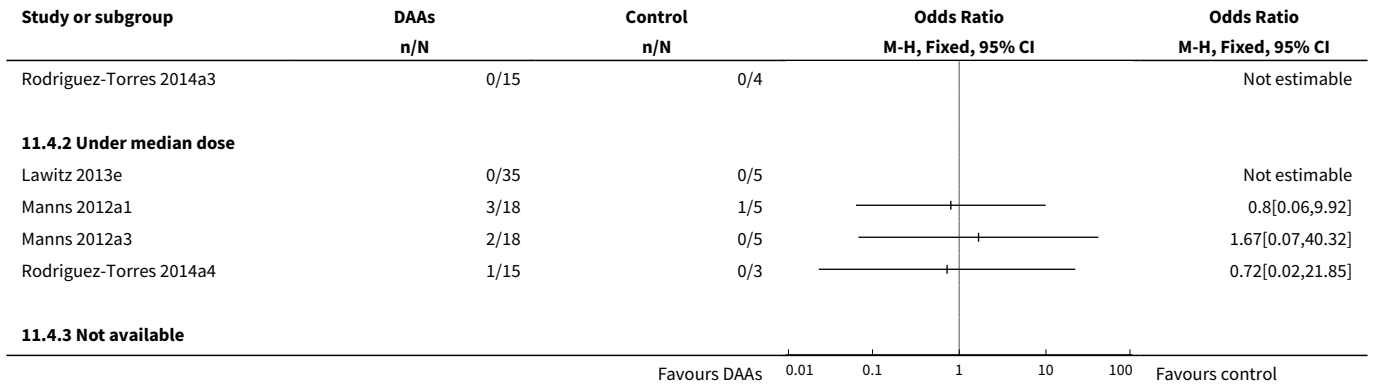 Study or subgroup DAAs Control Odds Ratio Odds Ratio
n/N n/N M-H, Fixed, 95% CI M-H, Fixed, 95% CI
Rodriguez-Torres 2014a3 0/15 0/4 Not estimable
11.4.2 Under median dose
Lawitz 2013e 0/35 0/5 Not estimable
Manns 2012a1 3/18 1/5 0.8[0.06,9.92]
Manns 2012a3 2/18 0/5 1.67[0.07,40.32]
Rodriguez-Torres 2014a4 1/15 0/3 0.72[0.02,21.85]
11.4.3 Not available
Favours DAAs 0.01 0.1 1 10 100 Favours control